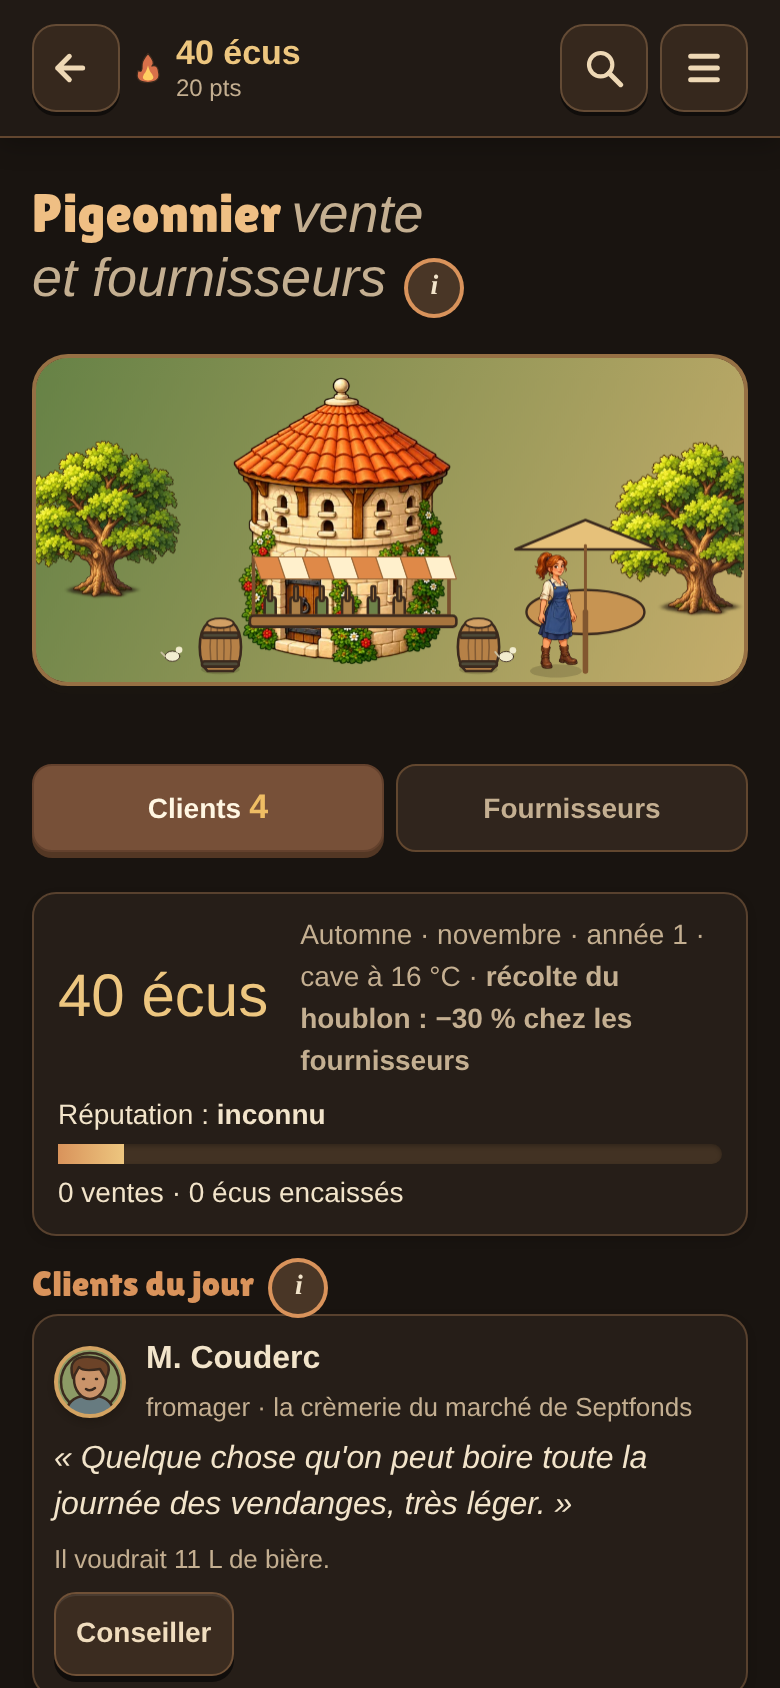 40 écus
20 pts
Pigeonnier vente
et fournisseurs i
Clients 4
Fournisseurs
40 écus
Automne · novembre · année 1 ·
cave à 16 °C · récolte du
houblon : −30 % chez les
fournisseurs
Réputation : inconnu
0 ventes · 0 écus encaissés
Clients du jour i
M. Couderc
fromager · la crèmerie du marché de Septfonds
« Quelque chose qu'on peut boire toute la
journée des vendanges, très léger. »
Il voudrait 11 L de bière.
Conseiller